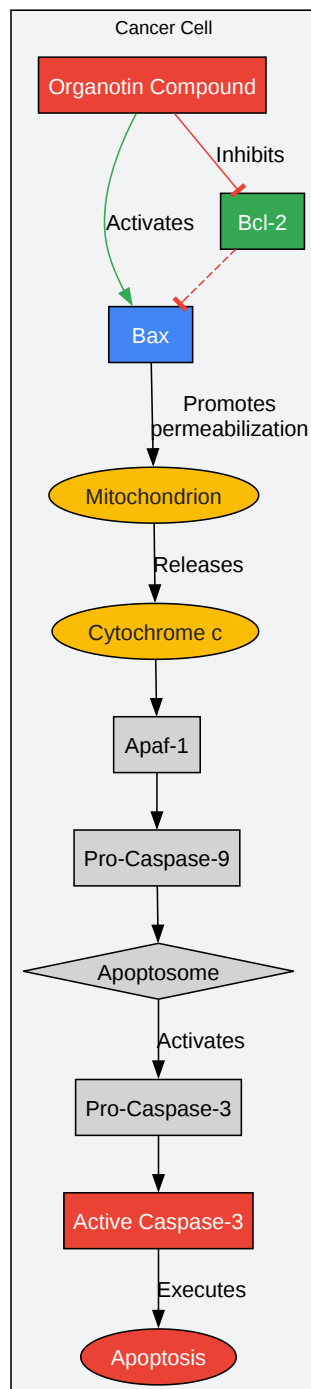 Cancer Cell
Organotin Compound
Inhibits
Activates
Bcl-2
Bax
Promotes
permeabilization
Mitochondrion
Releases
Cytochrome c
Apaf-1
Pro-Caspase-9
Apoptosome
Activates
Pro-Caspase-3
Active Caspase-3
Executes
Apoptosis